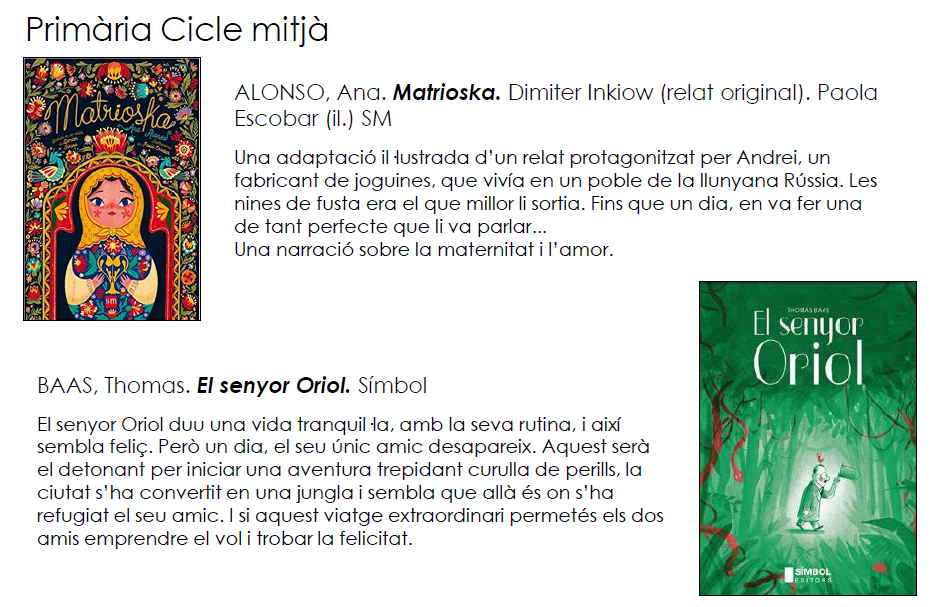 Primària Cicle mitjà
Matrioska
Ana Alonso
sm
ALONSO, Ana. Matrioska. Dimiter Inkiow (relat original). Paola
Escobar (il.) SM
Una adaptació il·lustrada d’un relat protagonitzat per Andrei, un
fabricant de joguines, que vivía en un poble de la llunyana Rússia. Les
nines de fusta era el que millor li sortia. Fins que un dia, en va fer una
de tant perfecte que li va parlar...
Una narració sobre la maternitat i l’amor.
THOMAS BAAS
El senyor
Oriol
SÍMBOL
EDITORS
BAAS, Thomas. El senyor Oriol. Símbol
El senyor Oriol duu una vida tranquil·la, amb la seva rutina, i així
sembla feliç. Però un dia, el seu únic amic desapareix. Aquest serà
el detonant per iniciar una aventura trepidant curulla de perills, la
ciutat s’ha convertit en una jungla i sembla que allà és on s’ha
refugiat el seu amic. I si aquest viatge extraordinari permetés els dos
amis emprendre el vol i trobar la felicitat.